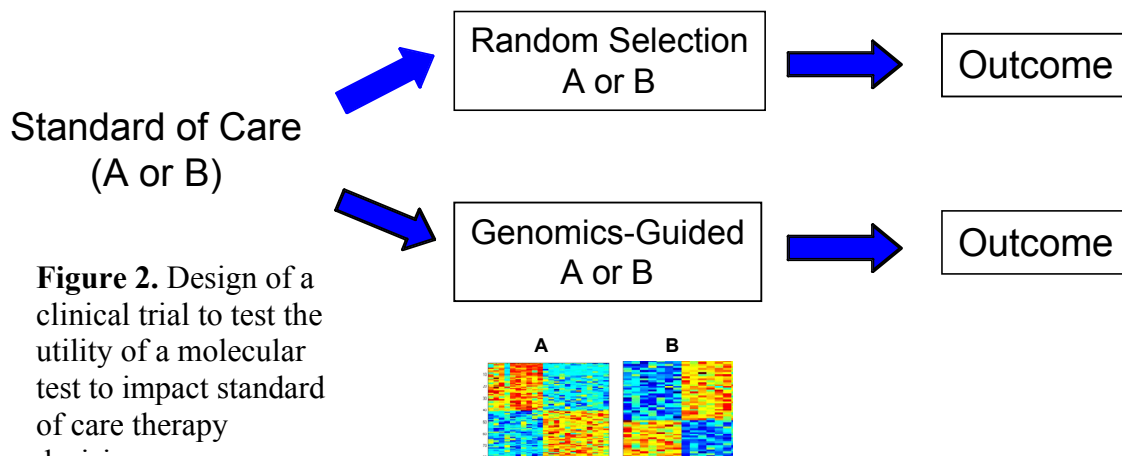 Random Selection
A or B
Outcome
Standard of Care
(A or B)
Genomics-Guided
A or B
Outcome
Figure 2. Design of a
clinical trial to test the
utility of a molecular
test to impact standard
of care therapy
A
B